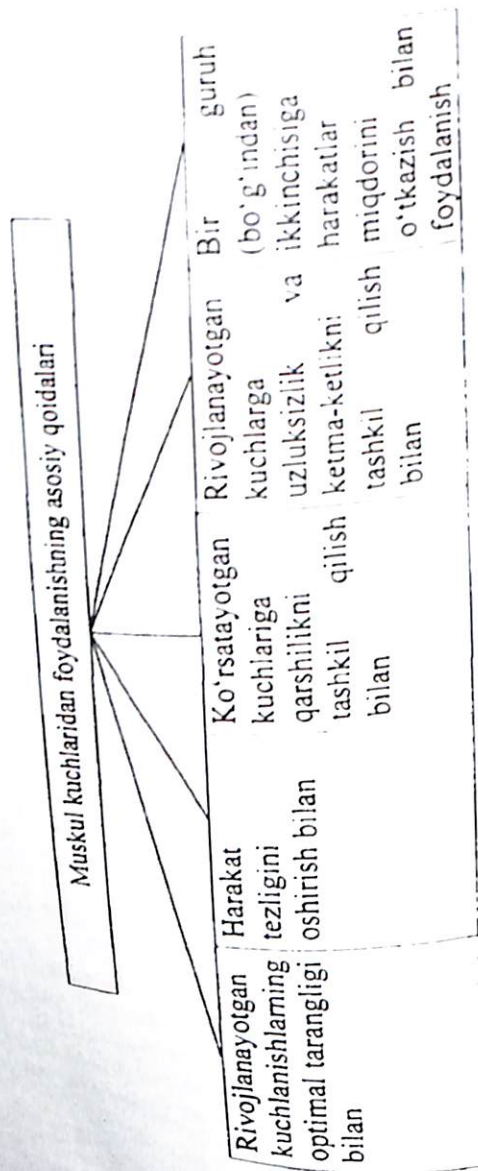 Muskul kuchlaridan foydalanishning asosiy qoidalari
Rivojlanayotgan
kuchlanishlarning
optimal tarangligi
bilan
Harakat
tezligini
oshirish bilan
Ko‘rsatayotgan
kuchlariga
qarshilikni
tashkil qilish
bilan
Rivojlanayotgan
kuchlarga
uzluksizlik va
ketma-ketlikni
tashkil qilish
bilan
Bir guruh
(bo‘g‘indan)
ikkinchisiga
harakatlar
miqdorini
o‘tkazish bilan
foydalanish